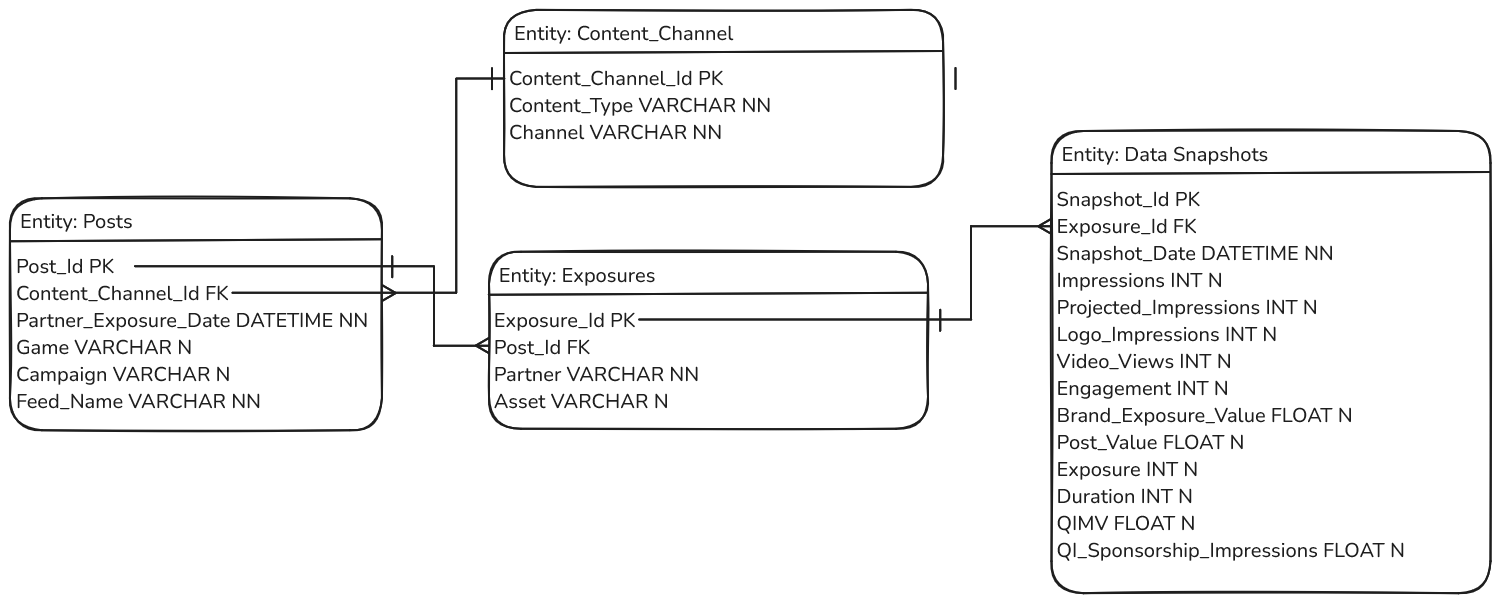 Entity: Content_Channel
Content_Channel_Id PK
Content_Type VARCHAR NN
Channel VARCHAR NN
Entity: Posts
Post_Id PK
Content_Channel_Id FK
Partner_Exposure_Date DATETIME NN
Game VARCHAR N
Campaign VARCHAR N
Feed_Name VARCHAR NN
Entity: Exposures
Exposure_Id PK
Post_Id FK
Partner VARCHAR NN
Asset VARCHAR N
Entity: Data Snapshots
Snapshot_Id PK
Exposure_Id FK
Snapshot_Date DATETIME NN
Impressions INT N
Projected_Impressions INT N
Logo_Impressions INT N
Video_Views INT N
Engagement INT N
Brand_Exposure_Value FLOAT N
Post_Value FLOAT N
Exposure INT N
Duration INT N
QIMV FLOAT N
QI_Sponsorship_Impressions FLOAT N